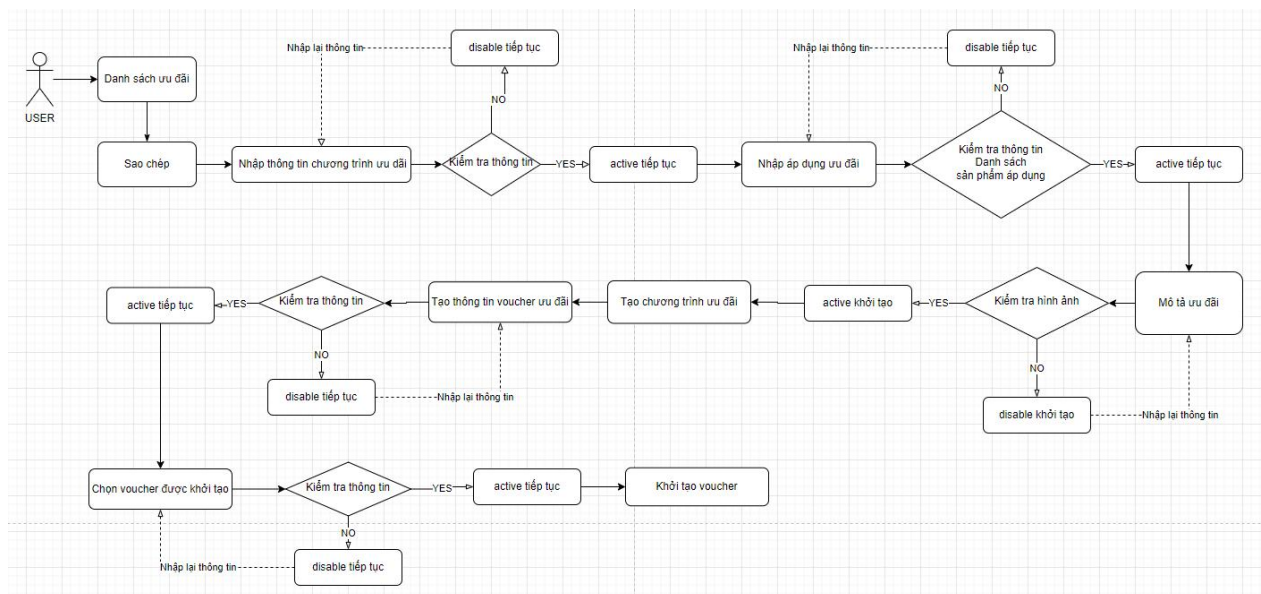 USER
Danh sách ưu đãi
Sao chép
Nhập thông tin chương trình ưu dãi
Kiểm tra thông tin
NO
disable tiếp tục
Nhập lại thông tin
YES
active tiếp tục
Nhập áp dụng ưu đãi
Kiểm tra thông tin
Danh sách
sản phẩm áp dụng
NO
disable tiếp tục
Nhập lại thông tin
YES
active tiếp tục
Mô tả ưu đãi
Kiểm tra hình ảnh
NO
disable khởi tạo
Nhập lại thông tin
YES
active khởi tạo
Tạo chương trình ưu đãi
Tạo thông tin voucher ưu đãi
Kiểm tra thông tin
NO
disable tiếp tục
Nhập lại thông tin
YES
active tiếp tục
Chọn voucher được khởi tạo
Kiểm tra thông tin
NO
disable tiếp tục
Nhập lại thông tin
YES
active tiếp tục
Khởi tạo voucher